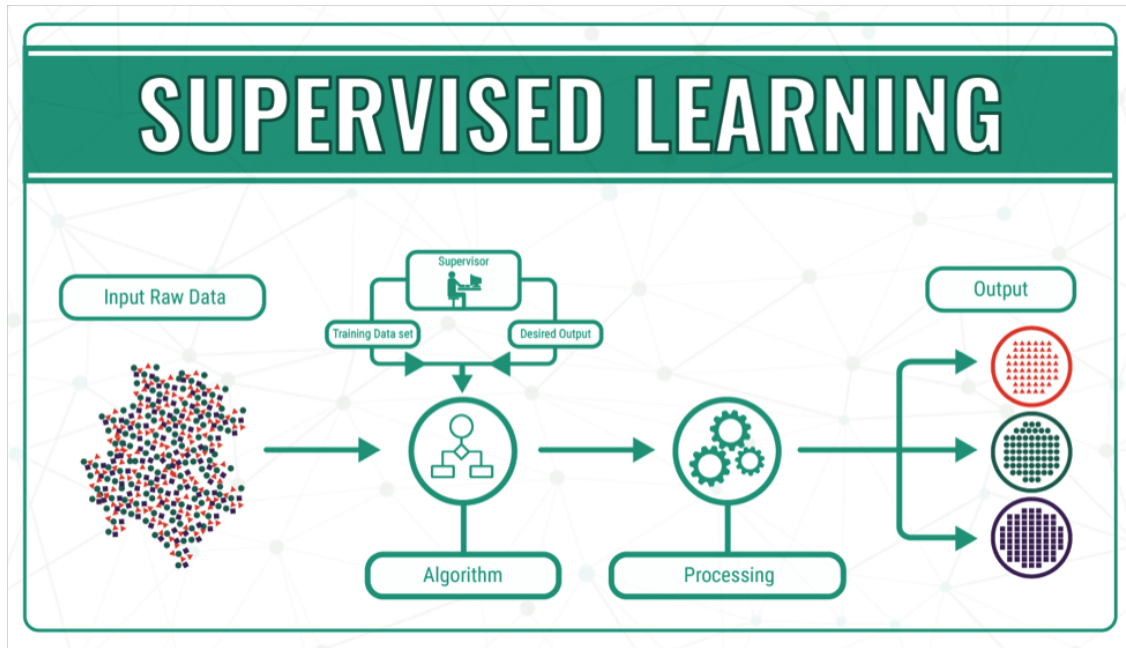 SUPERVISED LEARNING
Supervisor
Input Raw Data
Output
Training Data set
Desired Output
Algorithm
Processing